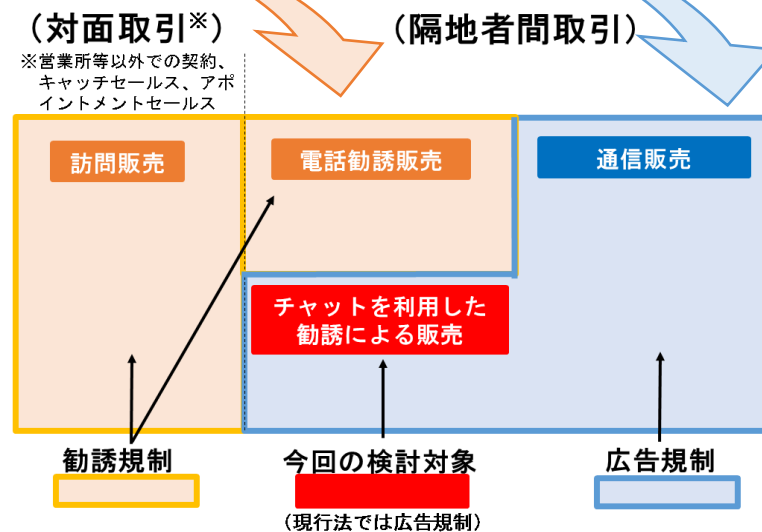 (対面取引※)
(隔地者間取引)
※営業所等以外での契約、
キャッチセールス、アポ
イントメントセールス
訪問販売
電話勧誘販売
通信販売
チャットを利用した
勧誘による販売
勧誘規制
今回の検討対象
広告規制
(現行法では広告規制)